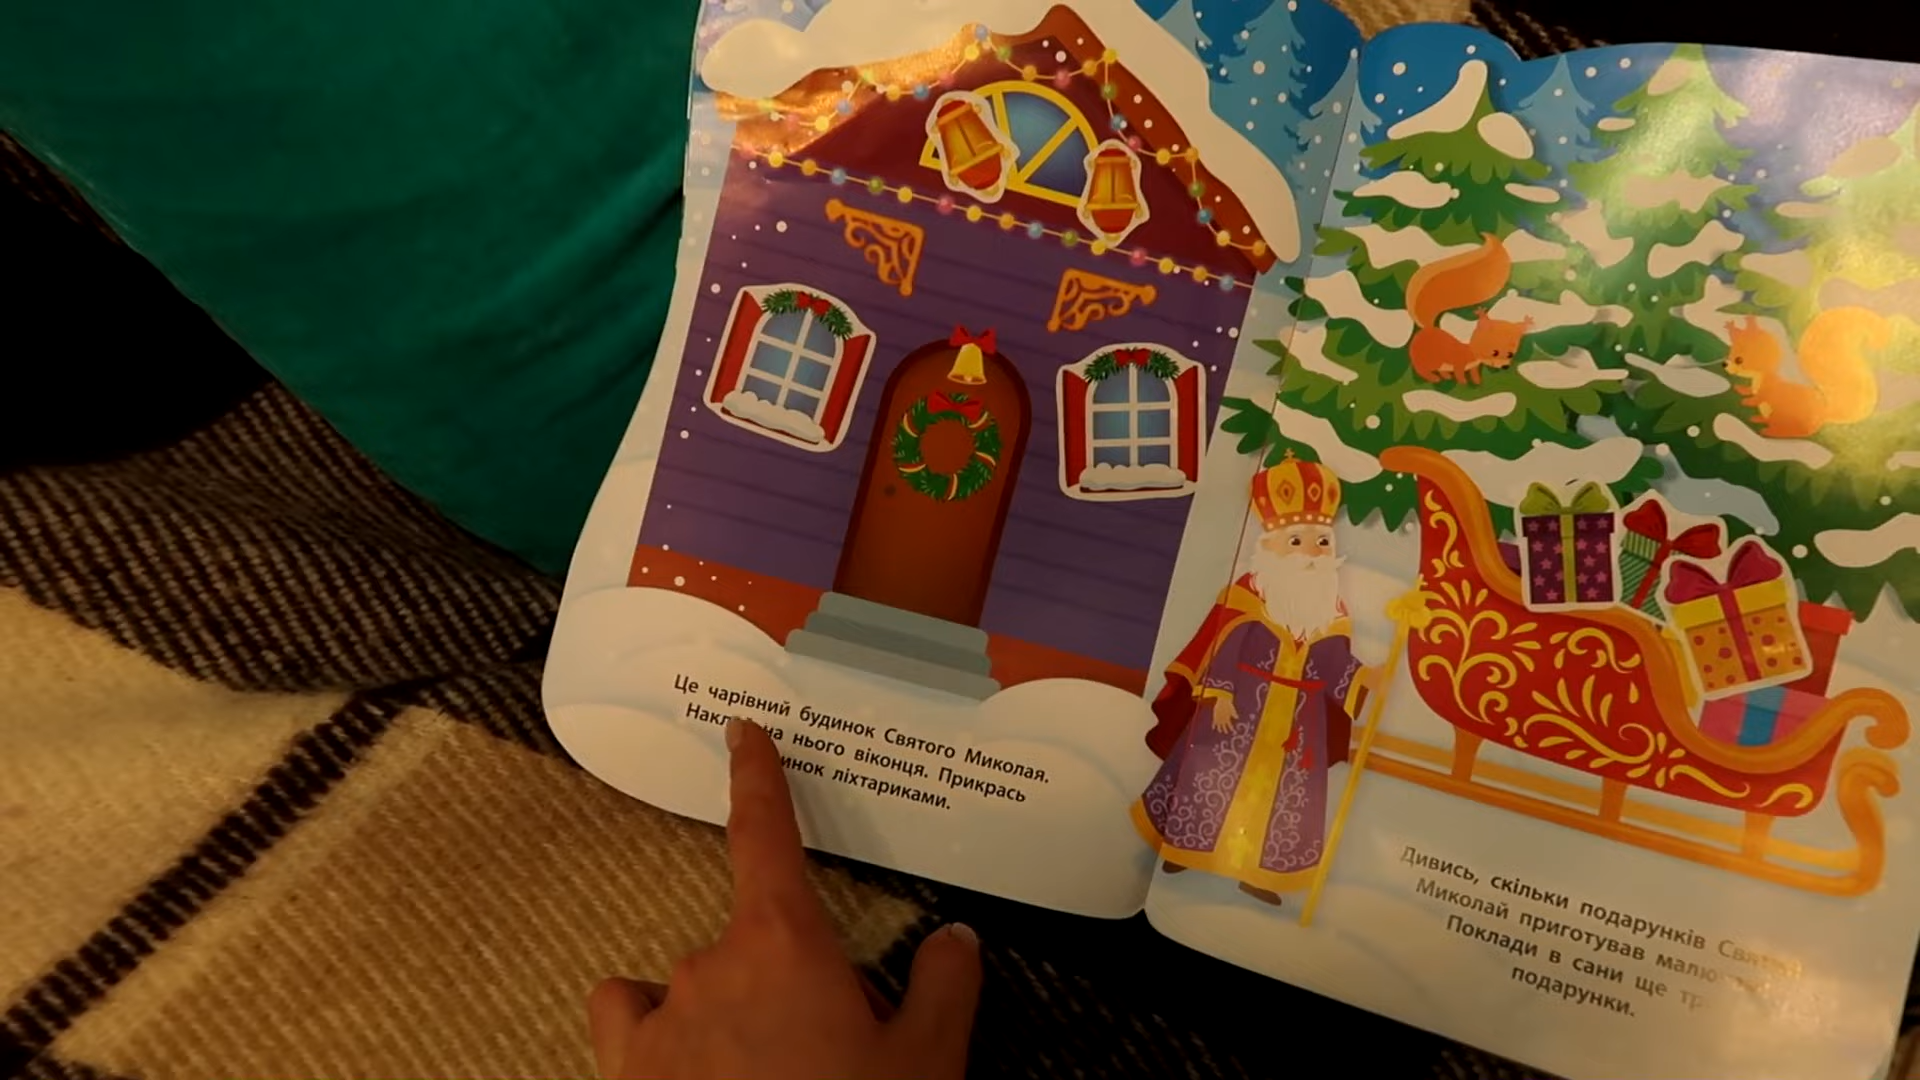 Це чарівний будинок Святого Миколая.
на нього віконця. Прикрась
ліхтариками.
Дивись, скільки подарунків Святий
Миколай приготував
Поклади в сани ще
подарунки.